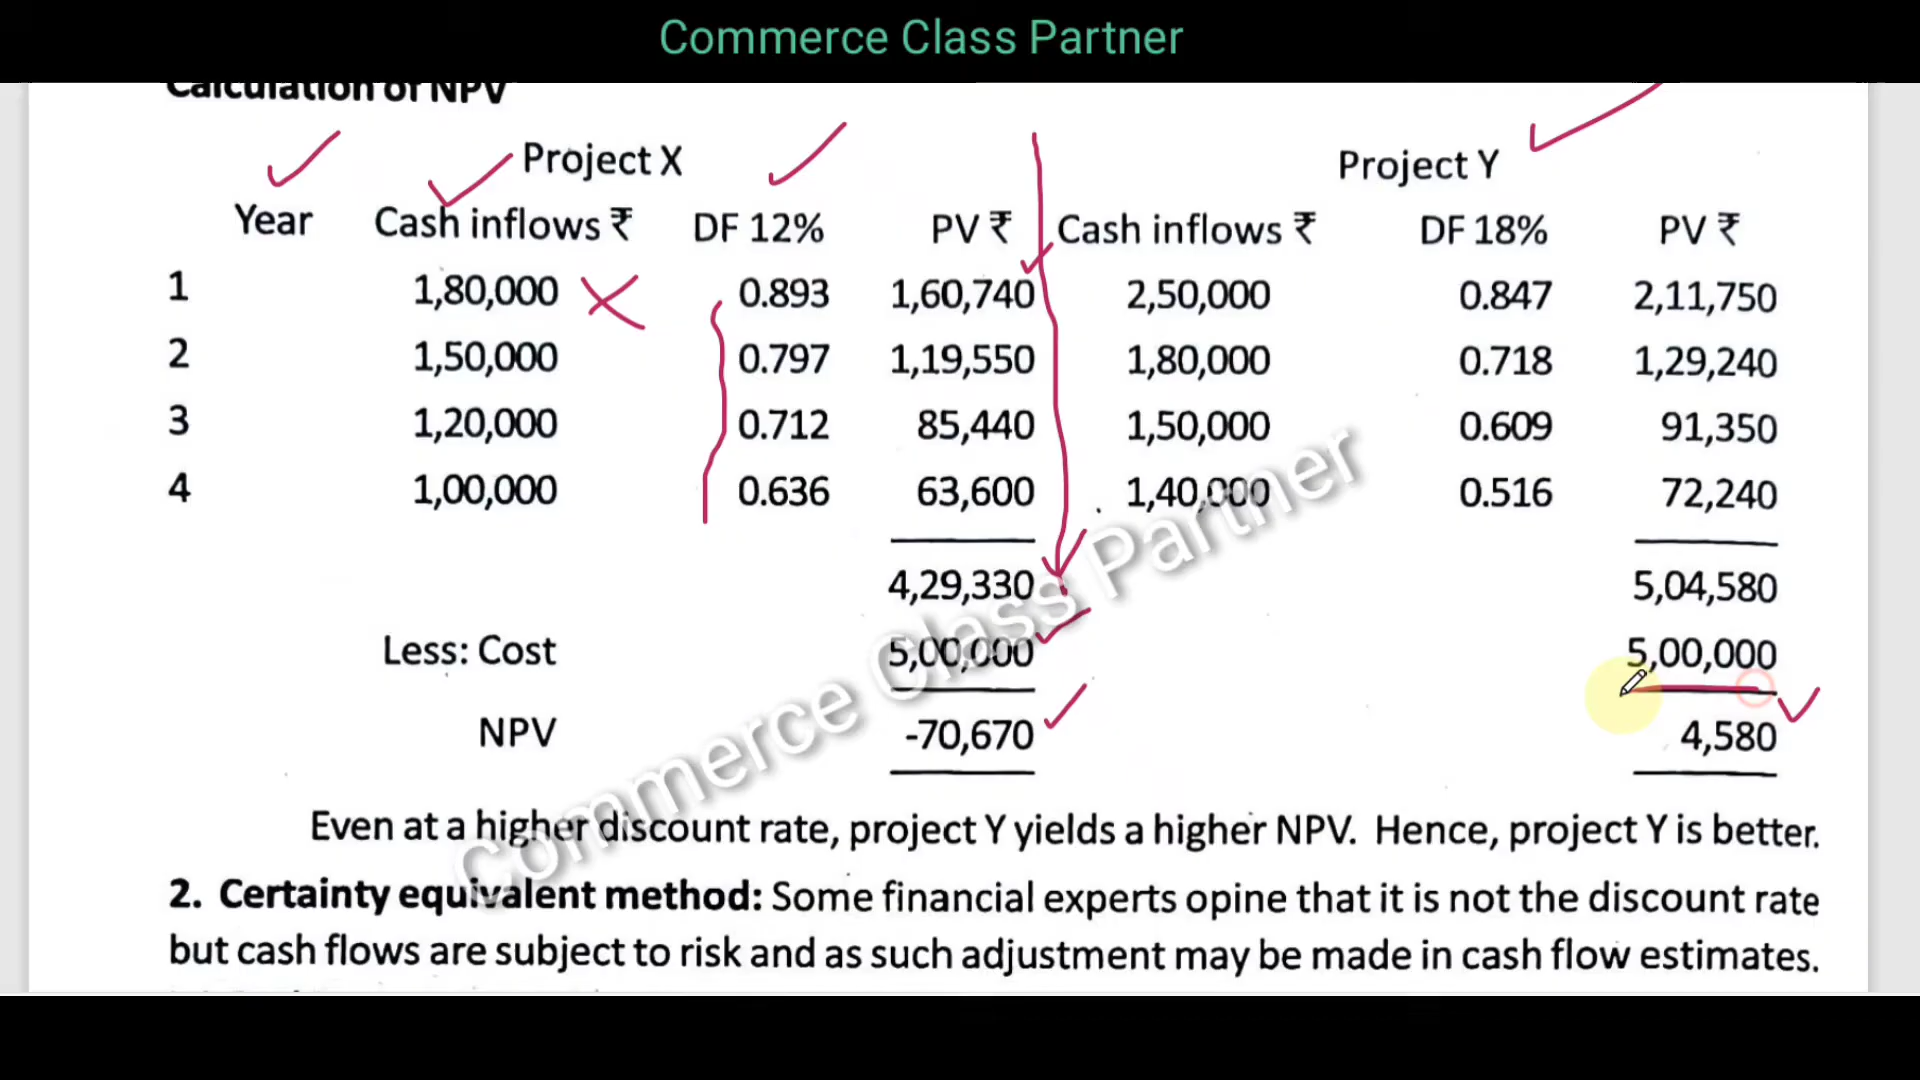 Commerce Class Partner
Calculation of NPV
Project X Project Y
Year Cash inflows ₹ DF 12% PV ₹ Cash inflows ₹ DF 18% PV ₹
1 1,80,000 0.893 1,60,740 2,50,000 0.847 2,11,750
2 1,50,000 0.797 1,19,550 1,80,000 0.718 1,29,240
3 1,20,000 0.712 85,440 1,50,000 0.609 91,350
4 1,00,000 0.636 63,600 1,40,000 0.516 72,240
4,29,330 5,04,580
Less: Cost 5,00,000 5,00,000
NPV -70,670 4,580
Even at a higher discount rate, project Y yields a higher NPV. Hence, project Y is better.
2. Certainty equivalent method: Some financial experts opine that it is not the discount rate
but cash flows are subject to risk and as such adjustment may be made in cash flow estimates.
Commerce Class Partner